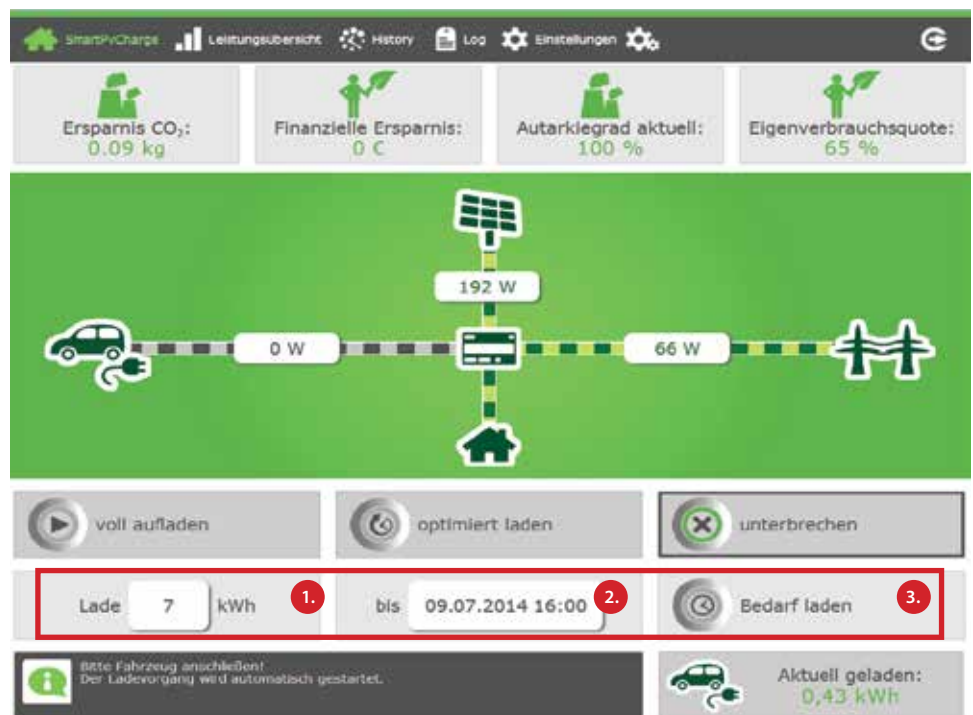 SmartPvCharge Leistungsübersicht History Log Einstellungen
Ersparnis CO₂:
0.09 kg
Finanzielle Ersparnis:
0 €
Autarkiegrad aktuell:
100 %
Eigenverbrauchsquote:
65 %
192 W
0 W
66 W
voll aufladen
optimiert laden
unterbrechen
Lade 7 kWh 1.
bis 09.07.2014 16:00 2.
Bedarf laden 3.
Bitte Fahrzeug anschließen!
Der Ladevorgang wird automatisch gestartet.
Aktuell geladen:
0,43 kWh